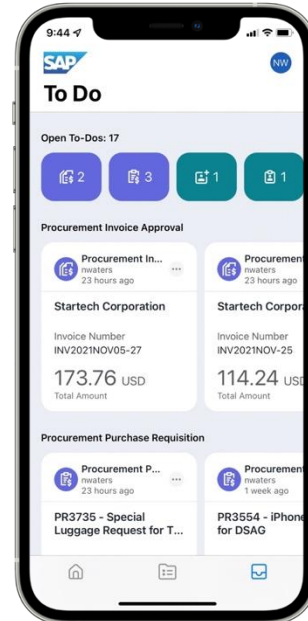 9:44
SAP
NW
To Do
Open To-Dos: 17
2
3
1
1
Procurement Invoice Approval
Procurement In...
nwaters
23 hours ago
Startech Corporation
Invoice Number
INV2021NOV05-27
173.76 USD
Total Amount
Procurement
nwaters
23 hours ago
Startech Corpora
Invoice Number
INV2021NOV-25
114.24 USD
Total Amount
Procurement Purchase Requisition
Procurement P...
nwaters
23 hours ago
PR3735 - Special
Luggage Request for T...
Procurement
nwaters
1 week ago
PR3554 - iPhone
for DSAG